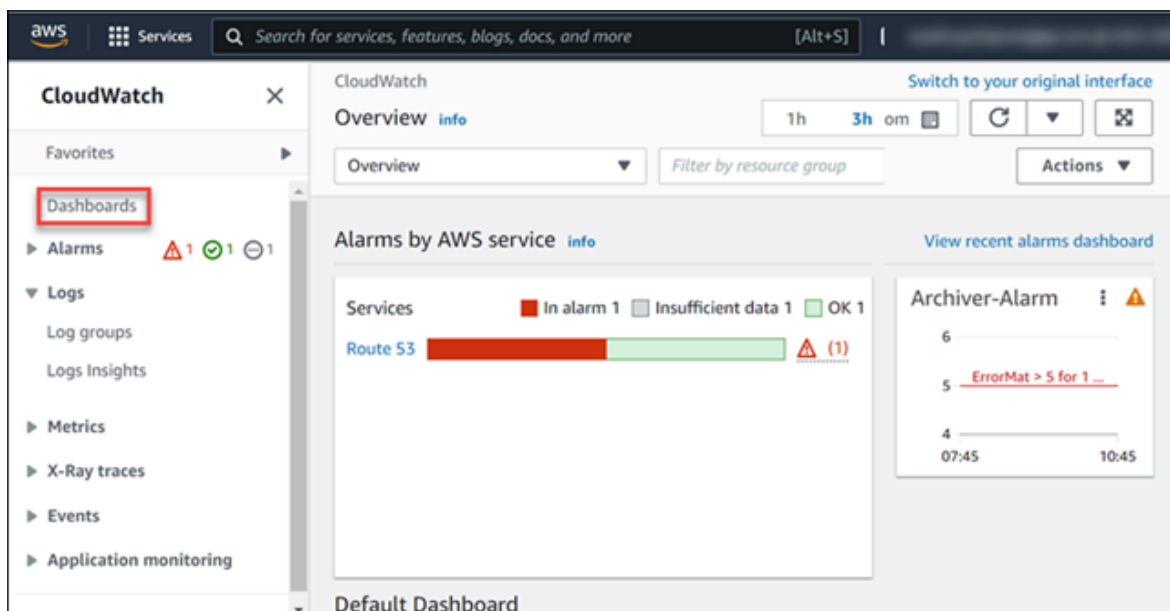 aws Services Search for services, features, blogs, docs, and more [Alt+S]
CloudWatch
Favorites
Dashboards
Alarms 1 1 1
Logs
Log groups
Logs Insights
Metrics
X-Ray traces
Events
Application monitoring
CloudWatch Switch to your original interface
Overview info 1h 3h om
Overview Filter by resource group Actions
Alarms by AWS service info View recent alarms dashboard
Services In alarm 1 Insufficient data 1 OK 1
Route 53 (1)
Archiver-Alarm
6
5 ErrorMat > 5 for 1 ...
4
07:45 10:45
Default Dashboard